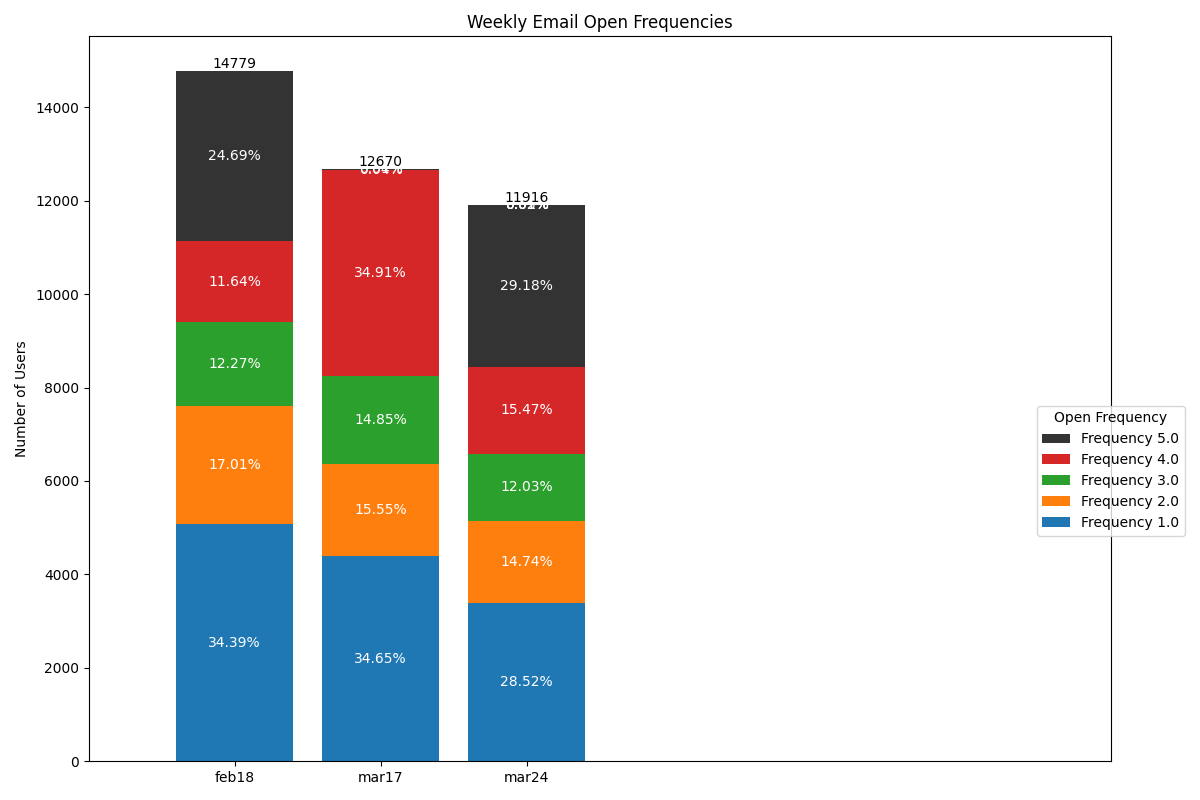 Weekly Email Open Frequencies
Number of Users
14000
12000
10000
8000
6000
4000
2000
0
14779
24.69%
11.64%
12.27%
17.01%
34.39%
12670
34.91%
14.85%
15.55%
34.65%
11916
29.18%
15.47%
12.03%
14.74%
28.52%
feb18
mar17
mar24
Open Frequency
Frequency 5.0
Frequency 4.0
Frequency 3.0
Frequency 2.0
Frequency 1.0